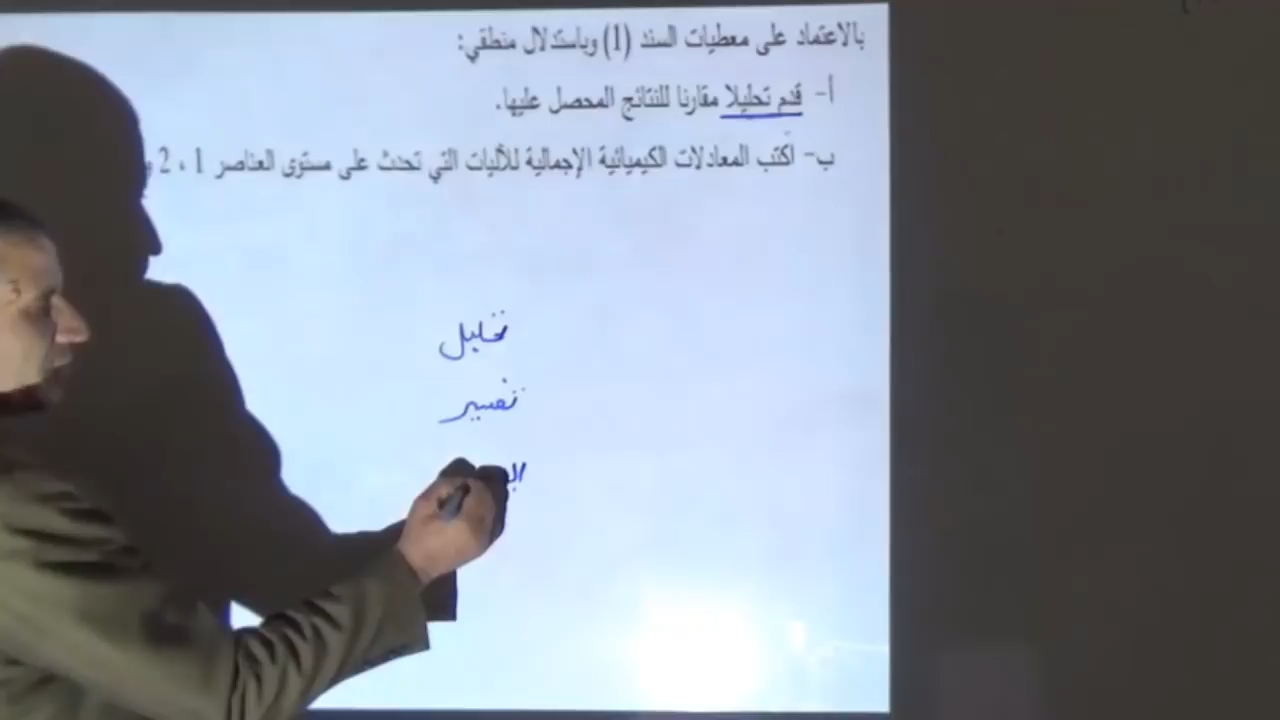 بالاعتماد على معطيات السند (1) وباستدلال منطقي:
أ- قدم تحليلا مقارنا للنتائج المحصل عليها.
ب- أكتب المعادلات الكيميائية الإجمالية للآليات التي تحدث على مستوى العناصر 1 ، 2 و
تحليل
تفسير